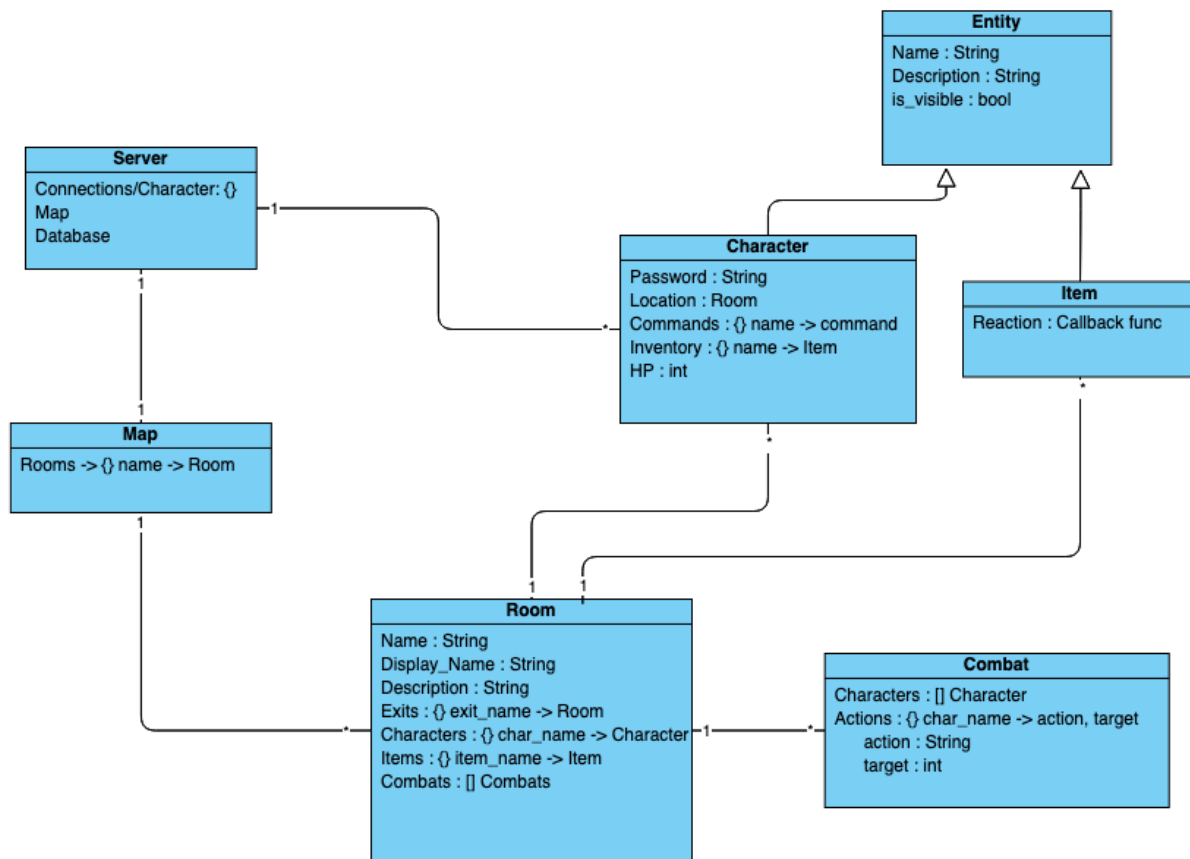 Entity
Name : String
Description : String
is_visible : bool
Server
Connections/Character: {}
Map
Database
1
*
1
1
Character
Password : String
Location : Room
Commands : {} name -> command
Inventory : {} name -> Item
HP : int
*
Item
Reaction : Callback func
*
Map
Rooms -> {} name -> Room
1
*
1
1
Room
Name : String
Display_Name : String
Description : String
Exits : {} exit_name -> Room
Characters : {} char_name -> Character
Items : {} item_name -> Item
Combats : [] Combats
1
*
Combat
Characters : [] Character
Actions : {} char_name -> action, target
action : String
target : int